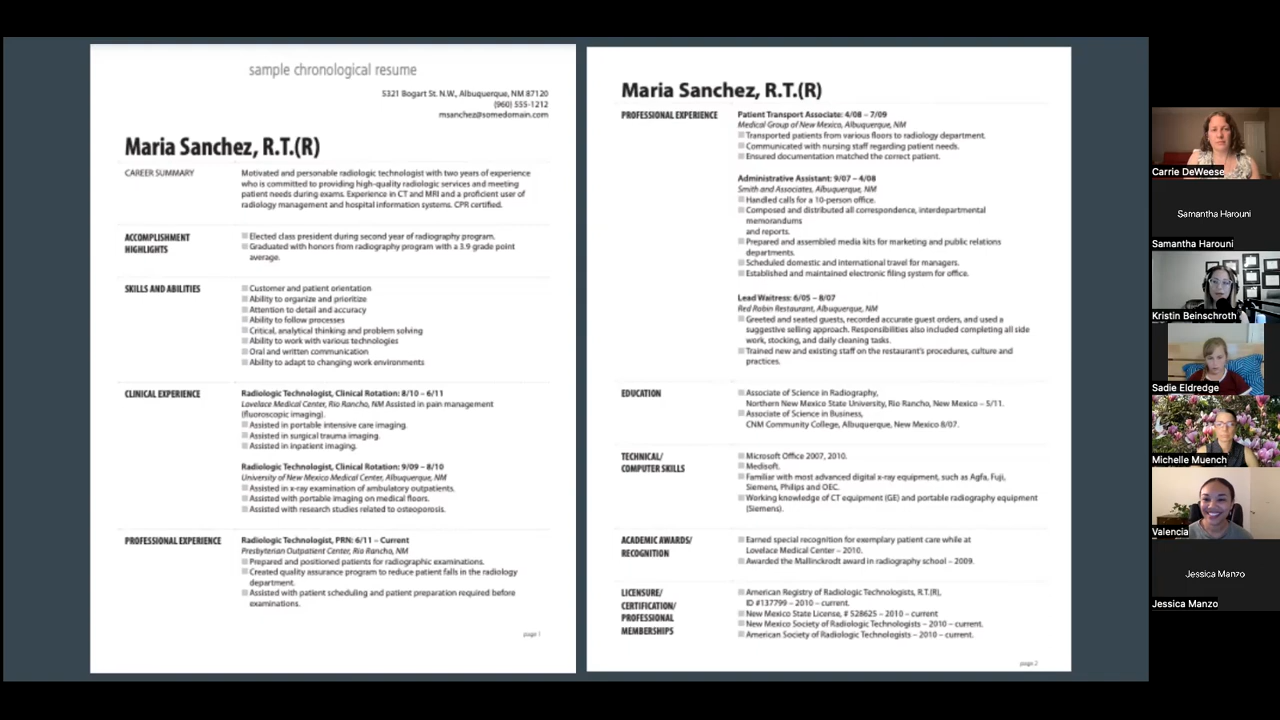 sample chronological resume
5321 Bogart St. N.W., Albuquerque, NM 87120
(960) 555-1212
msanchez@somedomain.com
Maria Sanchez, R.T.(R)
CAREER SUMMARY
Motivated and personable radiologic technologist with two years of experience
who is committed to providing high-quality radiologic services and meeting
patient needs during exams. Experience in CT and MRI and a proficient user of
radiology management and hospital information systems. CPR certified.
ACCOMPLISHMENT
HIGHLIGHTS
Elected class president during second year of radiography program.
Graduated with honors from radiography program with a 3.9 grade point
average.
SKILLS AND ABILITIES
Customer and patient orientation
Ability to organize and prioritize
Attention to detail and accuracy
Ability to follow processes
Critical, analytical thinking and problem solving
Ability to work with various technologies
Oral and written communication
Ability to adapt to changing work environments
CLINICAL EXPERIENCE
Radiologic Technologist, Clinical Rotation: 8/10 – 6/11
Lovelace Medical Center, Rio Rancho, NM Assisted in pain management
(fluoroscopic imaging).
Assisted in portable intensive care imaging.
Assisted in surgical trauma imaging.
Assisted in inpatient imaging.
Radiologic Technologist, Clinical Rotation: 9/09 – 8/10
University of New Mexico Medical Center, Albuquerque, NM
Assisted in x-ray examination of ambulatory outpatients.
Assisted with portable imaging on medical floors.
Assisted with research studies related to osteoporosis.
PROFESSIONAL EXPERIENCE
Radiologic Technologist, PRN: 6/11 – Current
Presbyterian Outpatient Center, Rio Rancho, NM
Prepared and positioned patients for radiographic examinations.
Created quality assurance program to reduce patient falls in the radiology
department.
Assisted with patient scheduling and patient preparation required before
examinations.
page 1
Maria Sanchez, R.T.(R)
PROFESSIONAL EXPERIENCE
Patient Transport Associate: 4/08 – 7/09
Medical Group of New Mexico, Albuquerque, NM
Transported patients from various floors to radiology department.
Communicated with nursing staff regarding patient needs.
Ensured documentation matched the correct patient.
Administrative Assistant: 9/07 – 4/08
Smith and Associates, Albuquerque, NM
Handled calls for a 10-person office.
Composed and distributed all correspondence, interdepartmental
memorandums
and reports.
Prepared and assembled media kits for marketing and public relations
departments.
Scheduled domestic and international travel for managers.
Established and maintained electronic filing system for office.
Lead Waitress: 6/05 – 8/07
Red Robin Restaurant, Albuquerque, NM
Greeted and seated guests, recorded accurate guest orders, and used a
suggestive selling approach. Responsibilities also included completing all side
work, stocking, and daily cleaning tasks.
Trained new and existing staff on the restaurant's procedures, culture and
practices.
EDUCATION
Associate of Science in Radiography,
Northern New Mexico State University, Rio Rancho, New Mexico – 5/11.
Associate of Science in Business,
CNM Community College, Albuquerque, New Mexico 8/07.
TECHNICAL/
COMPUTER SKILLS
Microsoft Office 2007, 2010.
Medisoft.
Familiar with most advanced digital x-ray equipment, such as Agfa, Fuji,
Siemens, Philips and OEC.
Working knowledge of CT equipment (GE) and portable radiography equipment
(Siemens).
ACADEMIC AWARDS/
RECOGNITION
Earned special recognition for exemplary patient care while at
Lovelace Medical Center – 2010.
Awarded the Mallinckrodt award in radiography school – 2009.
LICENSURE/
CERTIFICATION/
PROFESSIONAL
MEMBERSHIPS
American Registry of Radiologic Technologists, R.T.(R),
ID #137799 – 2010 – current.
New Mexico State License, # 528625 – 2010 – current
New Mexico Society of Radiologic Technologists – 2010 – current.
American Society of Radiologic Technologists – 2010 – current.
page 2
Carrie DeWeese
Samantha Harouni
Samantha Harouni
Kristin Beinschroth
Sadie Eldredge
Michelle Muench
Valencia
Jessica Manzo
Jessica Manzo